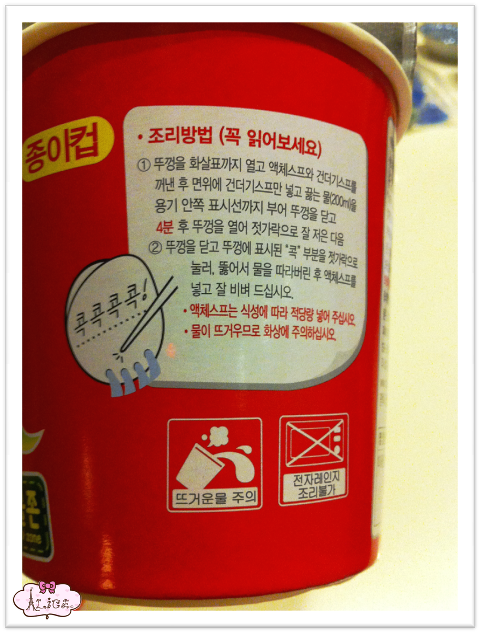 종이컵
• 조리방법 (꼭 읽어보세요)
① 뚜껑을 화살표까지 열고 액체스프와 건더기스프를
꺼낸 후 면위에 건더기스프만 넣고 끓는 물(200ml)을
용기 안쪽 표시선까지 부어 뚜껑을 닫고
4분 후 뚜껑을 열어 젓가락으로 잘 저은 다음
② 뚜껑을 닫고 뚜껑에 표시된 "콕" 부분을 젓가락으로
눌러, 뚫어서 물을 따라버린 후 액체스프를
넣고 잘 비벼 드십시오.
• 액체스프는 식성에 따라 적당량 넣어 주십시오.
• 물이 뜨거우므로 화상에 주의하십시오.
콕콕콕콕!
뜨거운물 주의
전자레인지
조리불가
존
zone